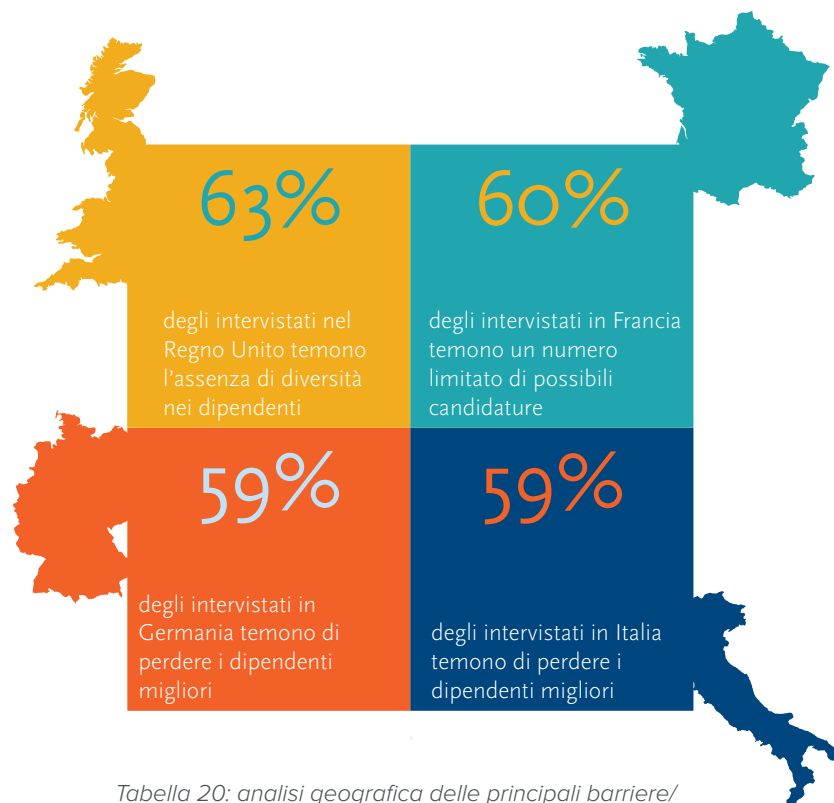 63%
degli intervistati nel
Regno Unito temono
l'assenza di diversità
nei dipendenti
60%
degli intervistati in Francia
temono un numero
limitato di possibili
candidature
59%
degli intervistati in
Germania temono di
perdere i dipendenti
migliori
59%
degli intervistati in Italia
temono di perdere i
dipendenti migliori
Tabella 20: analisi geografica delle principali barriere/